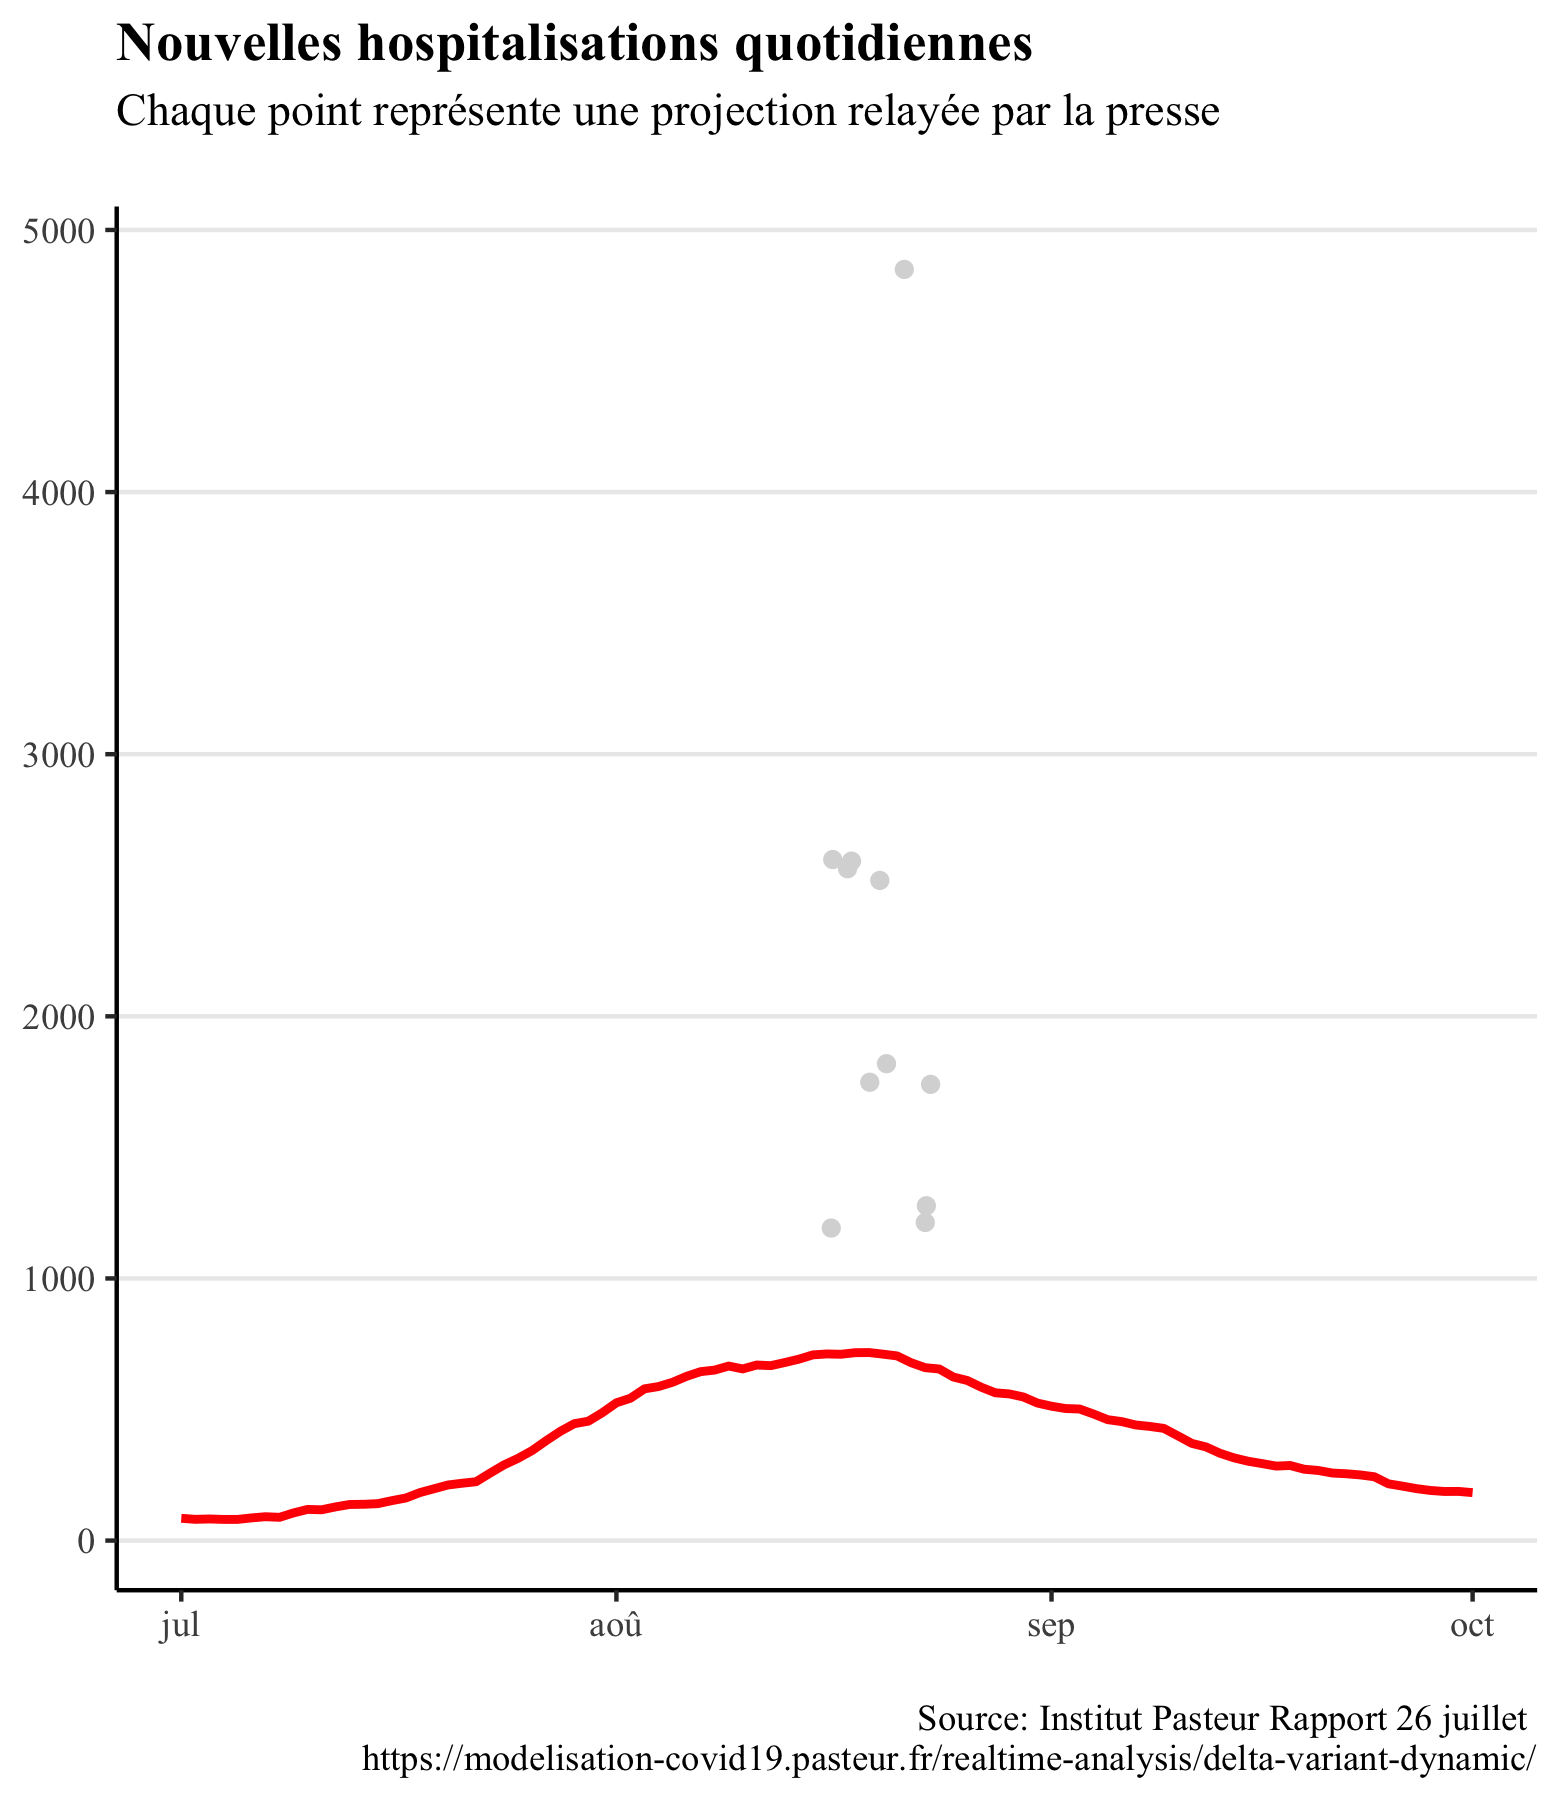 Nouvelles hospitalisations quotidiennes
Chaque point représente une projection relayée par la presse
5000
4000
3000
2000
1000
0
jul aoû sep oct
Source: Institut Pasteur Rapport 26 juillet
https://modelisation-covid19.pasteur.fr/realtime-analysis/delta-variant-dynamic/